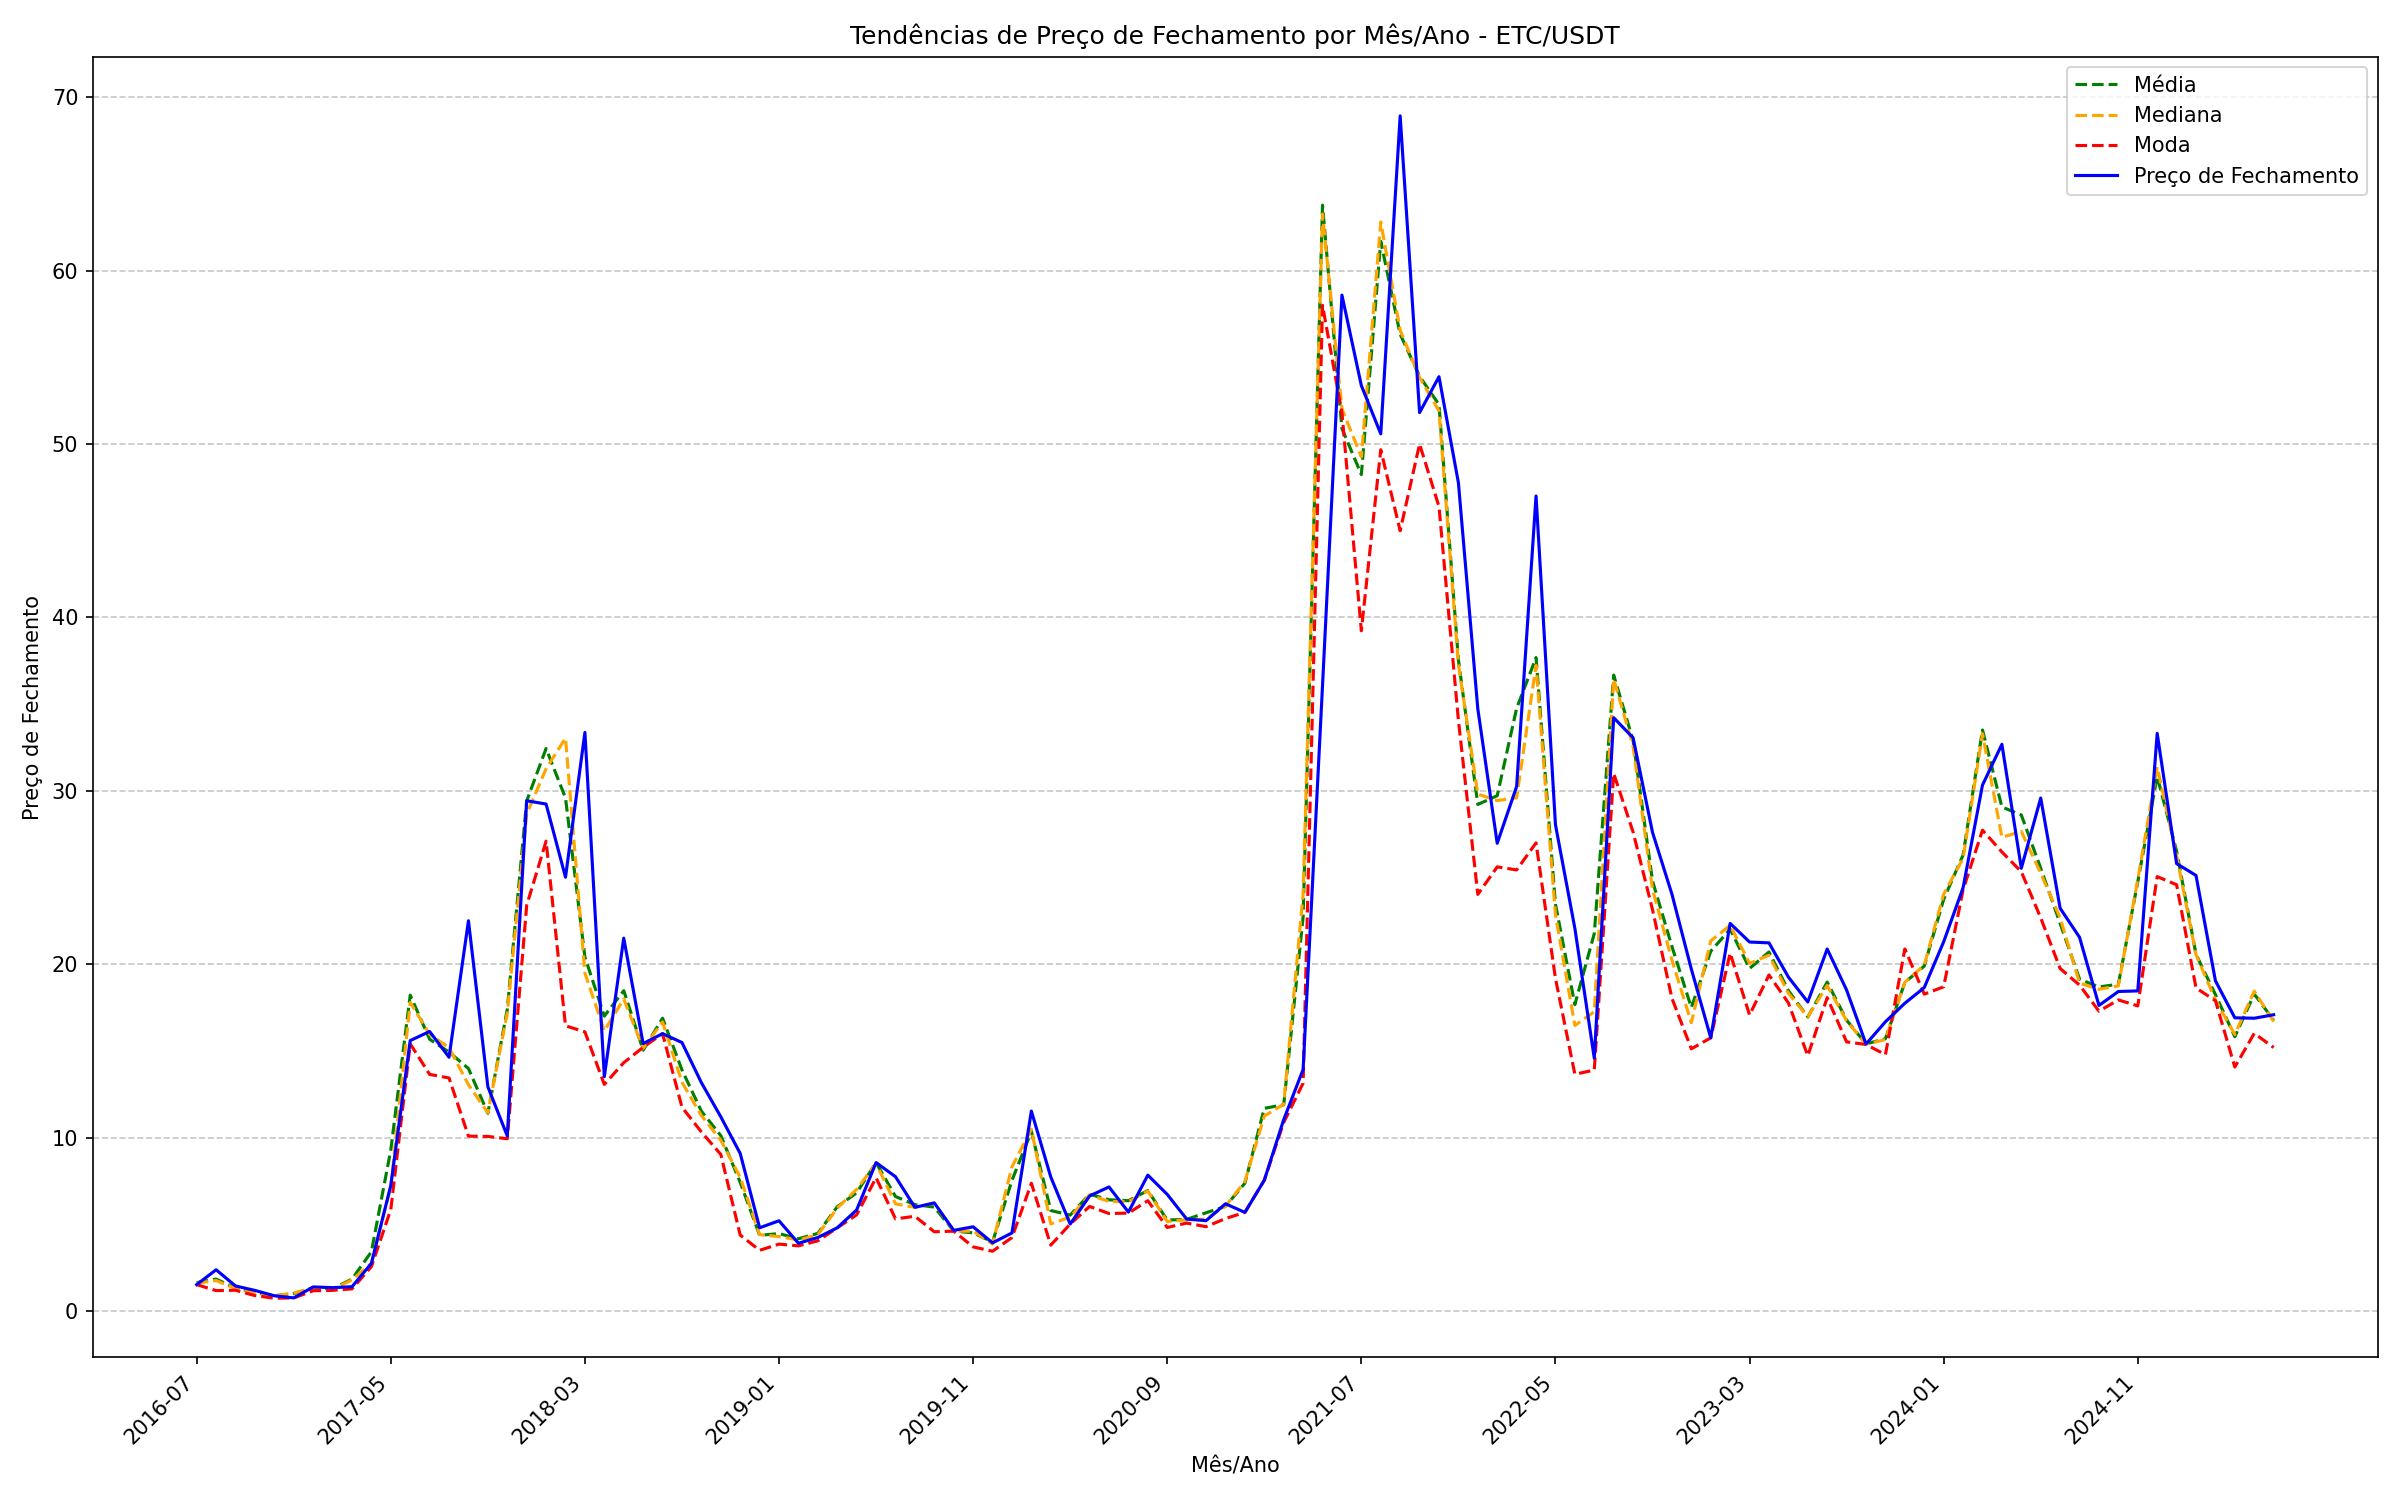 Tendências de Preço de Fechamento por Mês/Ano - ETC/USDT
Média
Mediana
Moda
Preço de Fechamento
Preço de Fechamento
70
60
50
40
30
20
10
0
2016-07
2017-05
2018-03
2019-01
2019-11
2020-09
2021-07
2022-05
2023-03
2024-01
2024-11
Mês/Ano